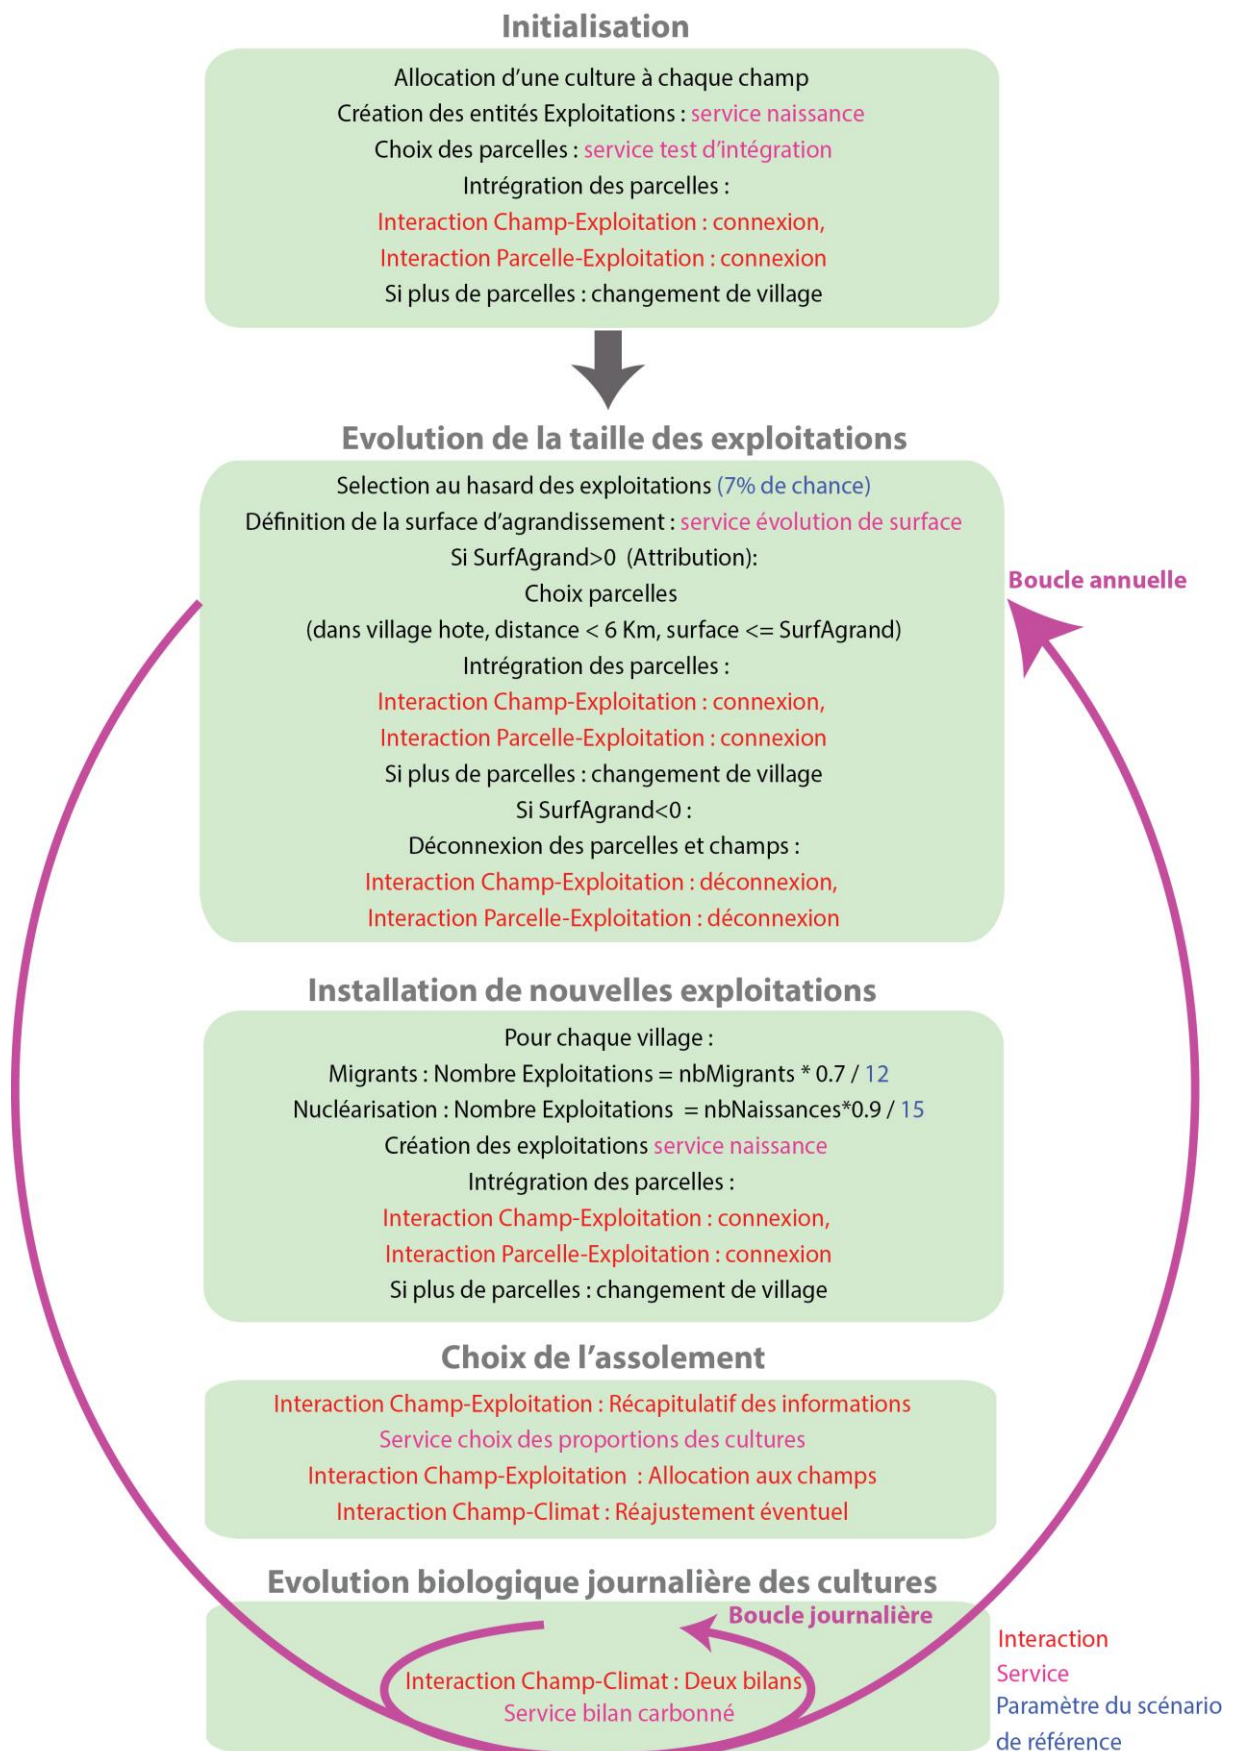 Initialisation
Allocation d'une culture à chaque champ
Création des entités Exploitations : service naissance
Choix des parcelles : service test d'intégration
Intrégration des parcelles :
Interaction Champ-Exploitation : connexion,
Interaction Parcelle-Exploitation : connexion
Si plus de parcelles : changement de village
Evolution de la taille des exploitations
Selection au hasard des exploitations (7% de chance)
Définition de la surface d'agrandissement : service évolution de surface
Si SurfAgrand>0 (Attribution):
Choix parcelles
(dans village hote, distance < 6 Km, surface <= SurfAgrand)
Intrégration des parcelles :
Interaction Champ-Exploitation : connexion,
Interaction Parcelle-Exploitation : connexion
Si plus de parcelles : changement de village
Si SurfAgrand<0 :
Déconnexion des parcelles et champs :
Interaction Champ-Exploitation : déconnexion,
Interaction Parcelle-Exploitation : déconnexion
Boucle annuelle
Installation de nouvelles exploitations
Pour chaque village :
Migrants : Nombre Exploitations = nbMigrants * 0.7 / 12
Nucléarisation : Nombre Exploitations = nbNaissances*0.9 / 15
Création des exploitations service naissance
Intrégration des parcelles :
Interaction Champ-Exploitation : connexion,
Interaction Parcelle-Exploitation : connexion
Si plus de parcelles : changement de village
Choix de l'assolement
Interaction Champ-Exploitation : Récapitulatif des informations
Service choix des proportions des cultures
Interaction Champ-Exploitation : Allocation aux champs
Interaction Champ-Climat : Réajustement éventuel
Evolution biologique journalière des cultures
Boucle journalière
Interaction Champ-Climat : Deux bilans
Service bilan carbonné
Interaction
Service
Paramètre du scénario
de référence